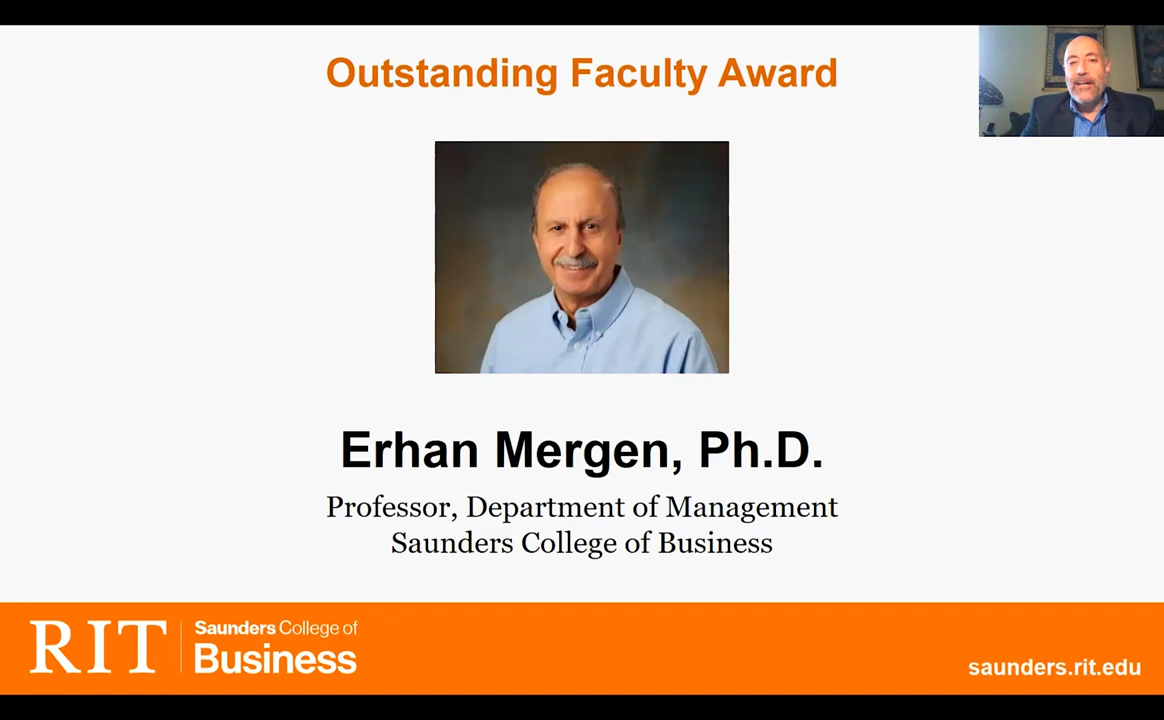 Outstanding Faculty Award
Erhan Mergen, Ph.D.
Professor, Department of Management
Saunders College of Business
RIT
Saunders College of
Business
saunders.rit.edu